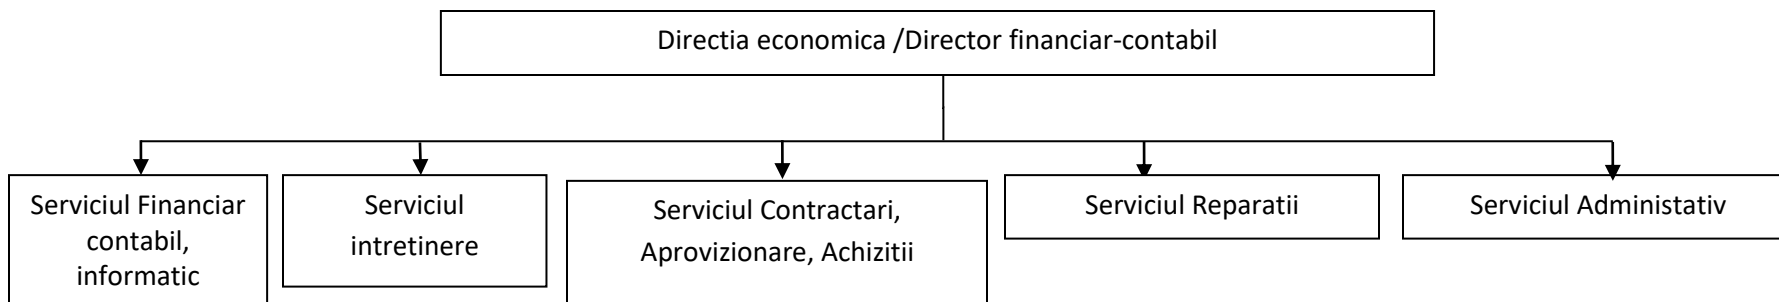 Directia economica /Director financiar-contabil
Serviciul Financiar
contabil,
informatic
Serviciul
intretinere
Serviciul Contractari,
Aprovizionare, Achizitii
Serviciul Reparatii
Serviciul Administativ